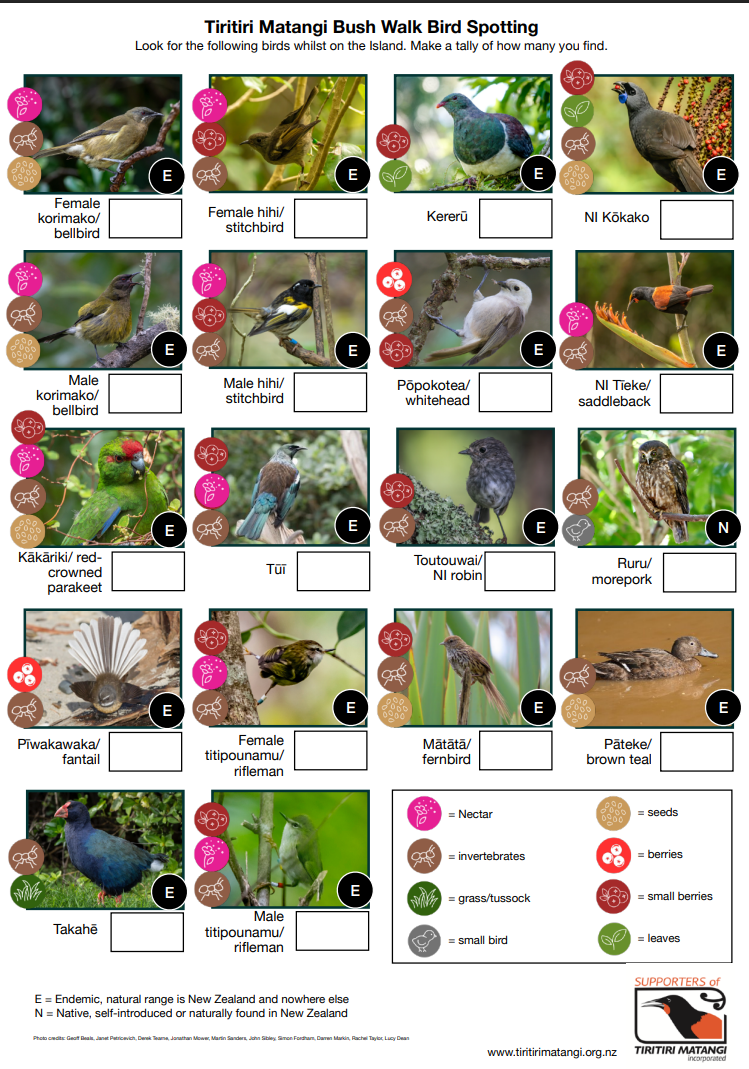 Tiritiri Matangi Bush Walk Bird Spotting
Look for the following birds whilst on the Island. Make a tally of how many you find.
E
E
E
E
Female
korimako/
bellbird
Female hihi/
stitchbird
Kererū
NI Kōkako
E
E
E
E
Male
korimako/
bellbird
Male hihi/
stitchbird
Pōpokotea/
whitehead
NI Tīeke/
saddleback
E
E
E
N
Kākāriki/ red-
crowned
parakeet
Tūī
Toutouwai/
NI robin
Ruru/
morepork
E
E
E
E
Pīwakawaka/
fantail
Female
titipounamu/
rifleman
Mātātā/
fernbird
Pāteke/
brown teal
E
E
Takahē
Male
titipounamu/
rifleman
= Nectar
= seeds
= invertebrates
= berries
= grass/tussock
= small berries
= small bird
= leaves
E = Endemic, natural range is New Zealand and nowhere else
N = Native, self-introduced or naturally found in New Zealand
Photo credits: Geoff Beals, Janet Petricevich, Derek Tearne, Jonathan Mower, Martin Sanders, John Sibley, Simon Fordham, Darren Markin, Rachel Taylor, Lucy Dean
www.tiritirimatangi.org.nz
SUPPORTERS of
TIRITIRI MATANGI
incorporated